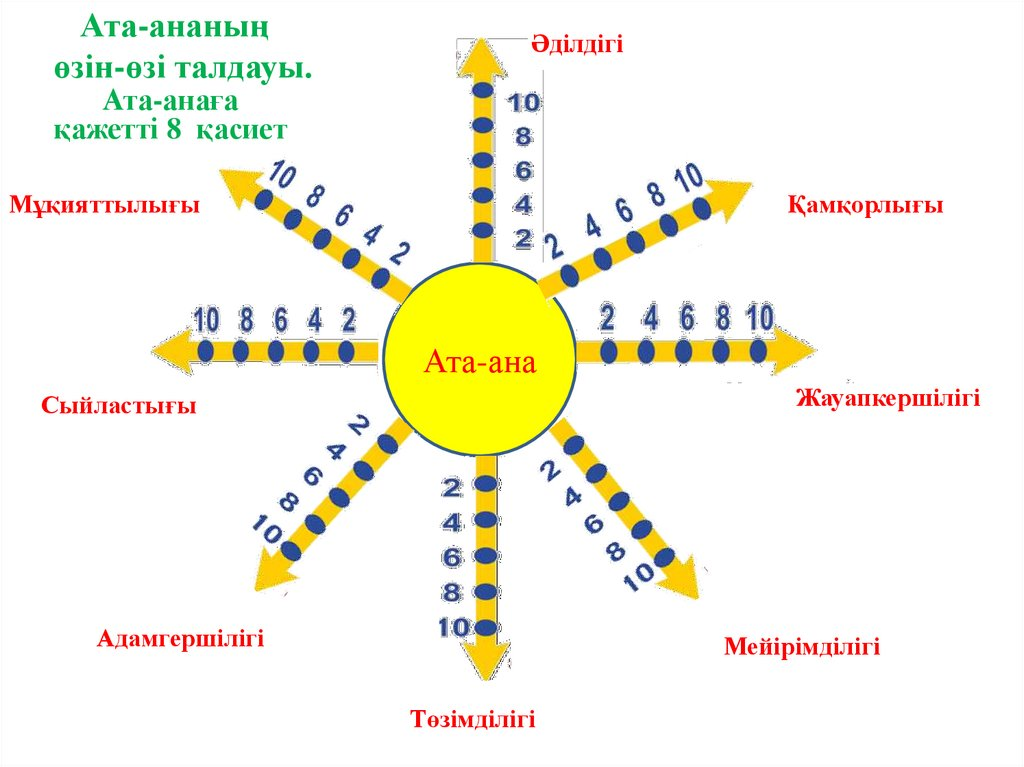 Ата-ананың
өзін-өзі талдауы.
Ата-анаға
қажетті 8 қасиет
Әділдігі
10
8
6
4
2
Мұқияттылығы
10 8 6 4 2
Қамқорлығы
2 4 6 8 10
10 8 6 4 2
2 4 6 8 10
Ата-ана
Сыйластығы
Жауапкершілігі
2
4
6
8
10
2
4
6
8
10
2
4
6
8
10
Адамгершілігі
Мейірімділігі
Төзімділігі